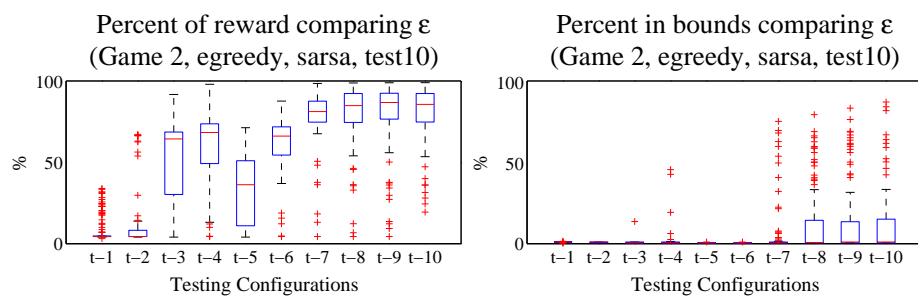 Percent of reward comparing ε
(Game 2, egreedy, sarsa, test10)
100
50
0
%
t−1 t−2 t−3 t−4 t−5 t−6 t−7 t−8 t−9 t−10
Testing Configurations
Percent in bounds comparing ε
(Game 2, egreedy, sarsa, test10)
100
50
0
%
t−1 t−2 t−3 t−4 t−5 t−6 t−7 t−8 t−9 t−10
Testing Configurations